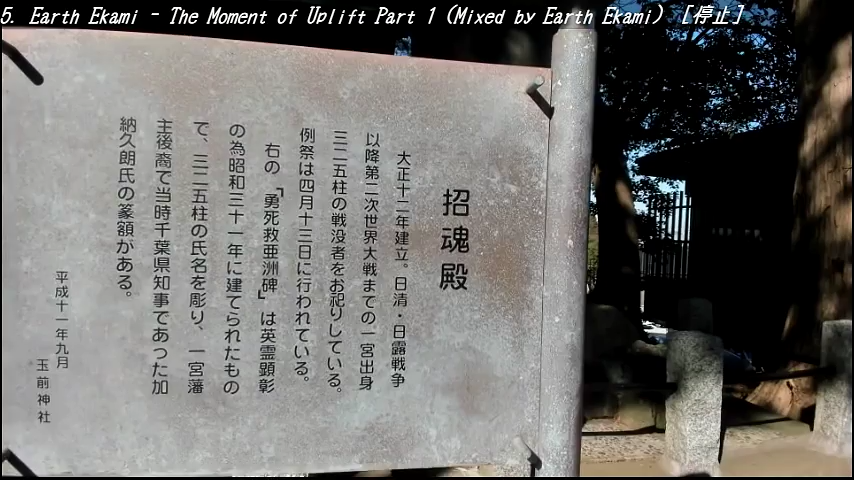 5. Earth Ekami - The Moment of Uplift Part 1 (Mixed by Earth Ekami) [停止]
招魂殿
大正十二年建立。日清・日露戦争
以降第二次世界大戦までの一宮出身
三二五柱の戦没者をお祀りしている。
例祭は四月十三日に行われている。
右の『勇死救亜洲碑』は英霊顕彰
の為昭和三十一年に建てられたもの
で、三二五柱の氏名を彫り、一宮藩
主後裔で当時千葉県知事であった加
納久朗氏の篆額がある。
平成十一年九月
玉前神社